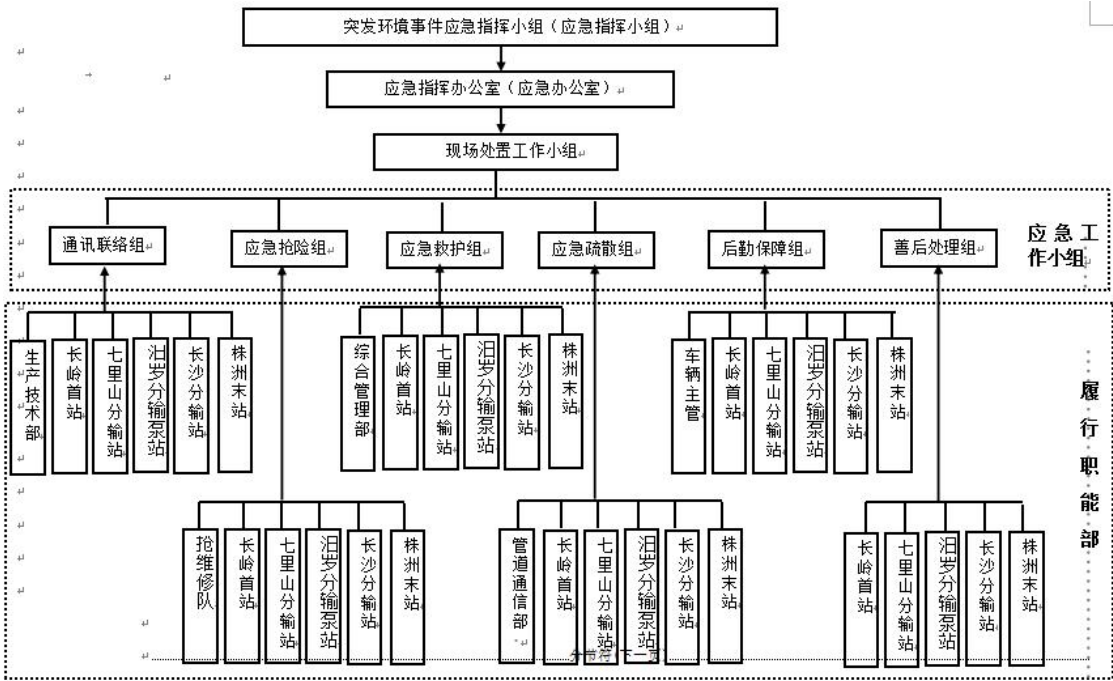 突发环境事件应急指挥小组（应急指挥小组）
应急指挥办公室（应急办公室）
现场处置工作小组
通讯联络组
应急抢险组
应急救护组
应急疏散组
后勤保障组
善后处理组
应急工
作小组
生产技术部
长岭首站
七里山分输站
汨罗分输泵站
长沙分输站
株洲末站
综合管理部
长岭首站
七里山分输站
汨罗分输泵站
长沙分输站
株洲末站
车辆主管
长岭首站
七里山分输站
汨罗分输泵站
长沙分输站
株洲末站
履行职能部
抢维修队
长岭首站
七里山分输站
汨罗分输泵站
长沙分输站
株洲末站
管道通信部
长岭首站
七里山分输站
汨罗分输泵站
长沙分输站
株洲末站
长岭首站
七里山分输站
汨罗分输泵站
长沙分输站
株洲末站
分节符(下一页)